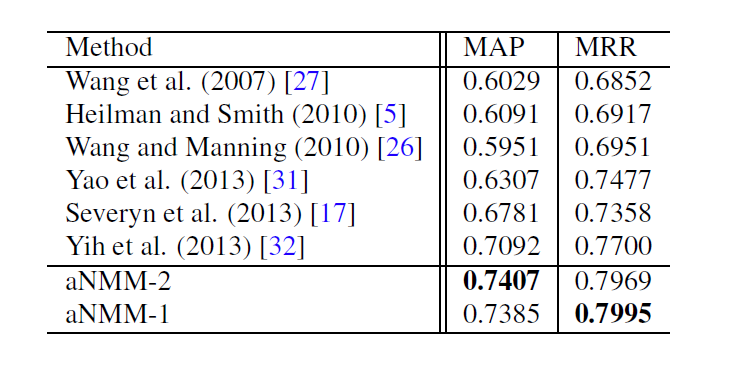 Method MAP MRR
Wang et al. (2007) [27] 0.6029 0.6852
Heilman and Smith (2010) [5] 0.6091 0.6917
Wang and Manning (2010) [26] 0.5951 0.6951
Yao et al. (2013) [31] 0.6307 0.7477
Severyn et al. (2013) [17] 0.6781 0.7358
Yih et al. (2013) [32] 0.7092 0.7700
aNMM-2 0.7407 0.7969
aNMM-1 0.7385 0.7995